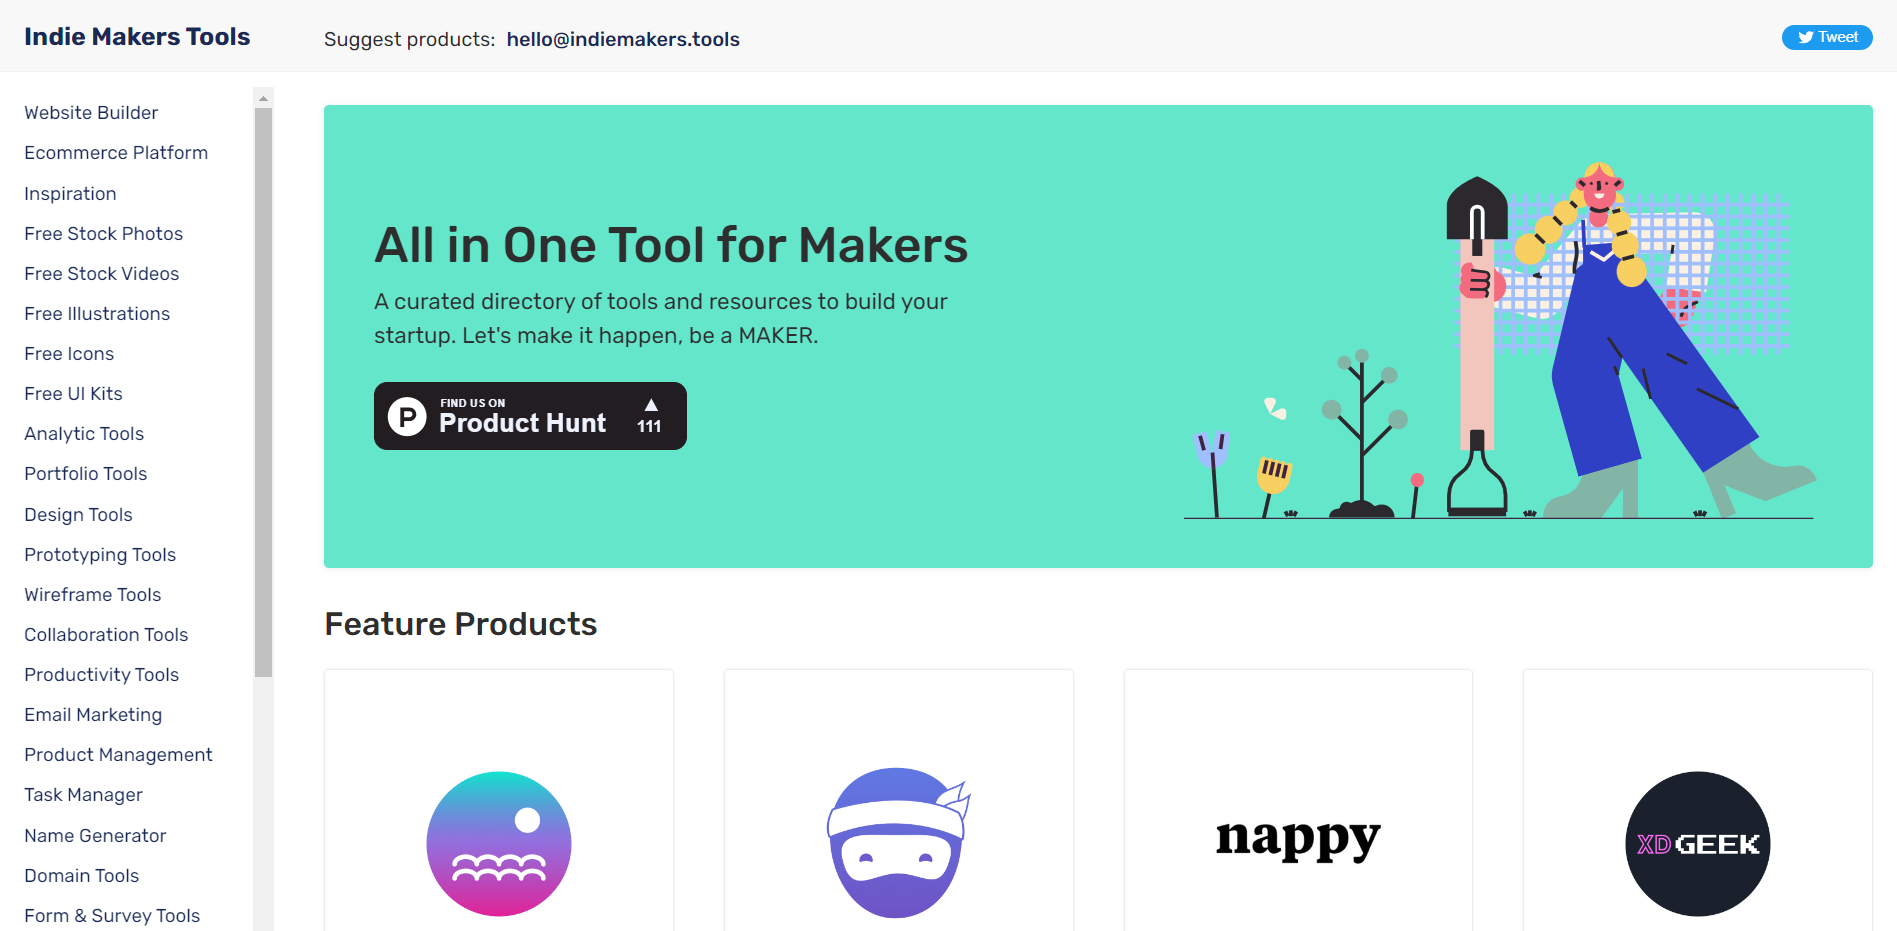 Indie Makers Tools
Suggest products: hello@indiemakers.tools
Tweet
Website Builder
Ecommerce Platform
Inspiration
Free Stock Photos
Free Stock Videos
Free Illustrations
Free Icons
Free UI Kits
Analytic Tools
Portfolio Tools
Design Tools
Prototyping Tools
Wireframe Tools
Collaboration Tools
Productivity Tools
Email Marketing
Product Management
Task Manager
Name Generator
Domain Tools
Form & Survey Tools
All in One Tool for Makers
A curated directory of tools and resources to build your
startup. Let's make it happen, be a MAKER.
P
FIND US ON
Product Hunt
▲
111
Feature Products
nappy
XD GEEK